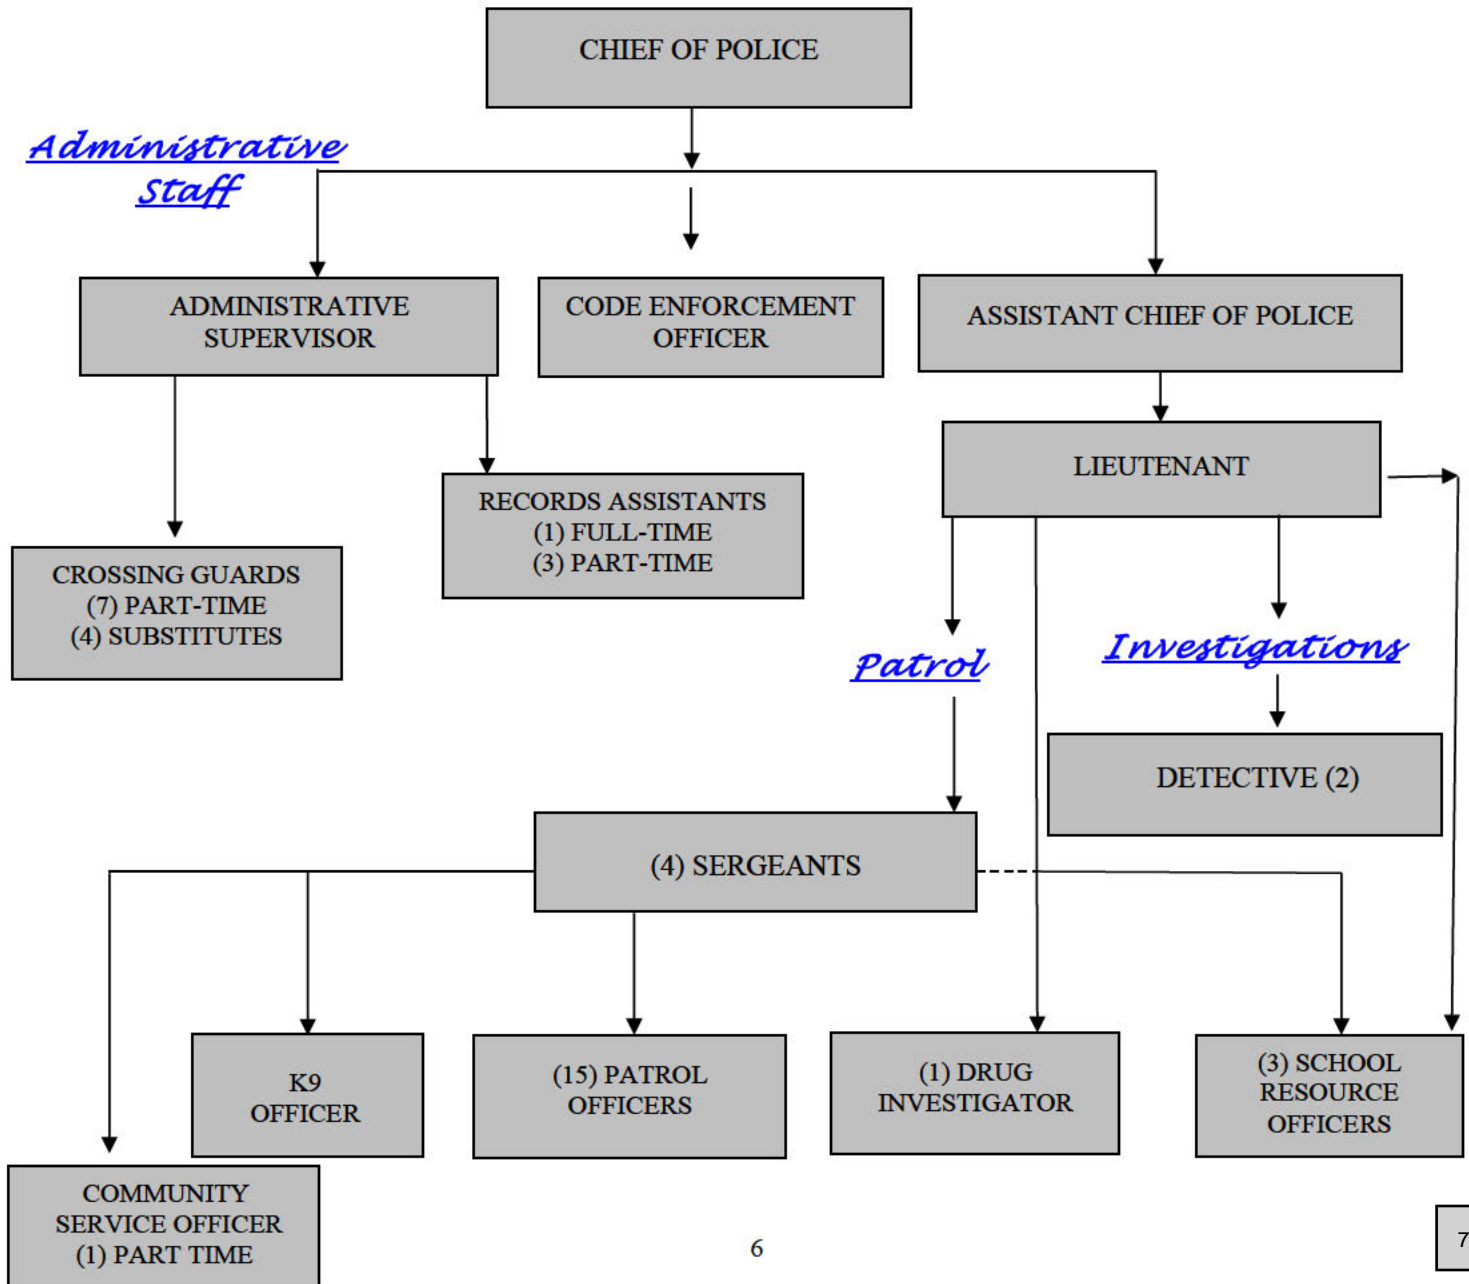 CHIEF OF POLICE
Administrative
Staff
ADMINISTRATIVE
SUPERVISOR
CODE ENFORCEMENT
OFFICER
ASSISTANT CHIEF OF POLICE
LIEUTENANT
RECORDS ASSISTANTS
(1) FULL-TIME
(3) PART-TIME
CROSSING GUARDS
(7) PART-TIME
(4) SUBSTITUTES
Patrol
Investigations
DETECTIVE (2)
(4) SERGEANTS
K9
OFFICER
(15) PATROL
OFFICERS
(1) DRUG
INVESTIGATOR
(3) SCHOOL
RESOURCE
OFFICERS
COMMUNITY
SERVICE OFFICER
(1) PART TIME
6
7